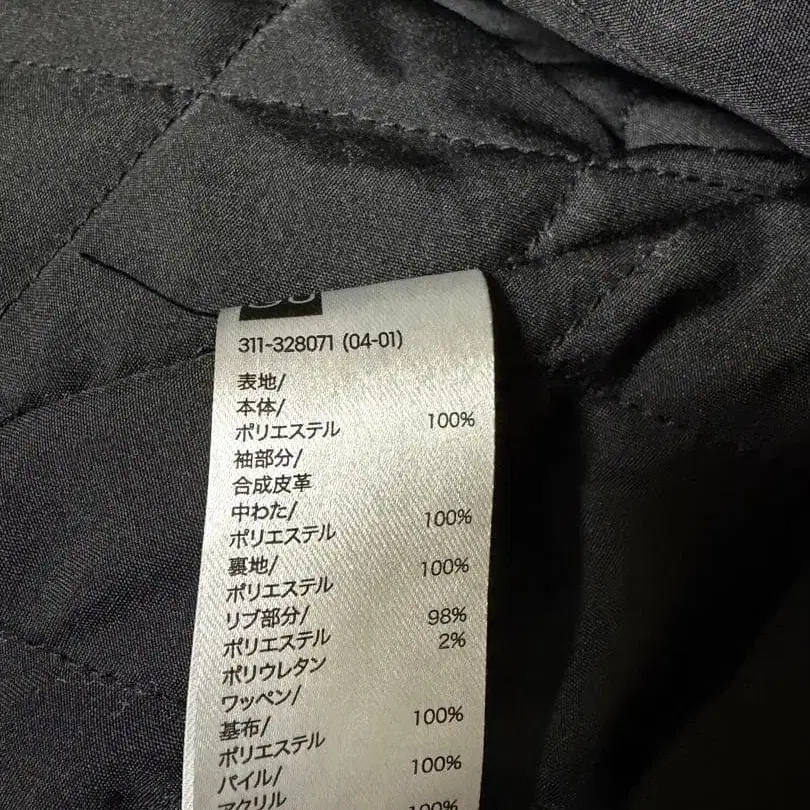 311-328071 (04-01)
表地/
本体/
ポリエステル 100%
袖部分/
合成皮革
中わた/
ポリエステル 100%
裏地/
ポリエステル 100%
リブ部分/
ポリエステル 98%
ポリウレタン 2%
ワッペン/
基布/
ポリエステル 100%
パイル/
アクリル 100%
100%